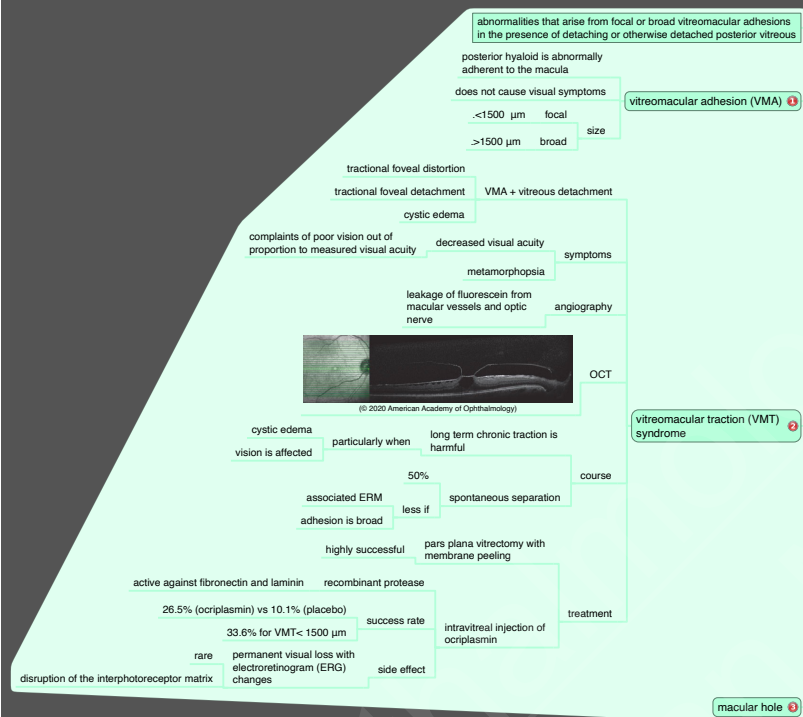 abnormalities that arise from focal or broad vitreomacular adhesions
in the presence of detaching or otherwise detached posterior vitreous
posterior hyaloid is abnormally
adherent to the macula
does not cause visual symptoms
.<1500 µm focal
.>1500 µm broad
size
vitreomacular adhesion (VMA) 1
tractional foveal distortion
tractional foveal detachment
cystic edema
VMA + vitreous detachment
complaints of poor vision out of
proportion to measured visual acuity
decreased visual acuity
metamorphopsia
symptoms
leakage of fluorescein from
macular vessels and optic
nerve
angiography
(© 2020 American Academy of Ophthalmology)
OCT
vitreomacular traction (VMT)
syndrome 2
cystic edema
vision is affected
particularly when
long term chronic traction is
harmful
50%
associated ERM
adhesion is broad
less if
spontaneous separation
course
highly successful
pars plana vitrectomy with
membrane peeling
active against fibronectin and laminin
recombinant protease
26.5% (ocriplasmin) vs 10.1% (placebo)
33.6% for VMT< 1500 µm
success rate
intravitreal injection of
ocriplasmin
treatment
rare
disruption of the interphotoreceptor matrix
permanent visual loss with
electroretinogram (ERG)
changes
side effect
macular hole 3